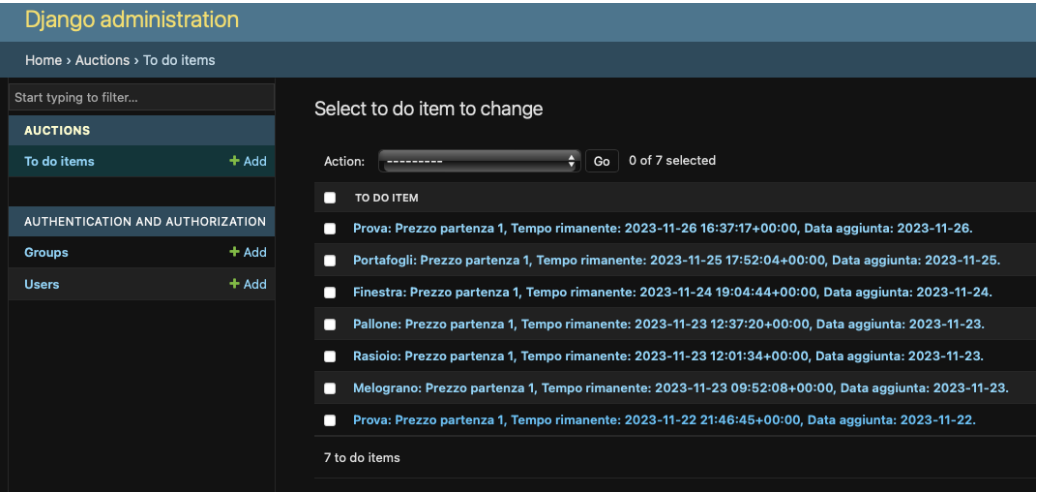 Django administration
Home › Auctions › To do items
Start typing to filter...
AUCTIONS
To do items + Add
AUTHENTICATION AND AUTHORIZATION
Groups + Add
Users + Add
Select to do item to change
Action: --------- Go 0 of 7 selected
TO DO ITEM
Prova: Prezzo partenza 1, Tempo rimanente: 2023-11-26 16:37:17+00:00, Data aggiunta: 2023-11-26.
Portafogli: Prezzo partenza 1, Tempo rimanente: 2023-11-25 17:52:04+00:00, Data aggiunta: 2023-11-25.
Finestra: Prezzo partenza 1, Tempo rimanente: 2023-11-24 19:04:44+00:00, Data aggiunta: 2023-11-24.
Pallone: Prezzo partenza 1, Tempo rimanente: 2023-11-23 12:37:20+00:00, Data aggiunta: 2023-11-23.
Rasioio: Prezzo partenza 1, Tempo rimanente: 2023-11-23 12:01:34+00:00, Data aggiunta: 2023-11-23.
Melograno: Prezzo partenza 1, Tempo rimanente: 2023-11-23 09:52:08+00:00, Data aggiunta: 2023-11-23.
Prova: Prezzo partenza 1, Tempo rimanente: 2023-11-22 21:46:45+00:00, Data aggiunta: 2023-11-22.
7 to do items